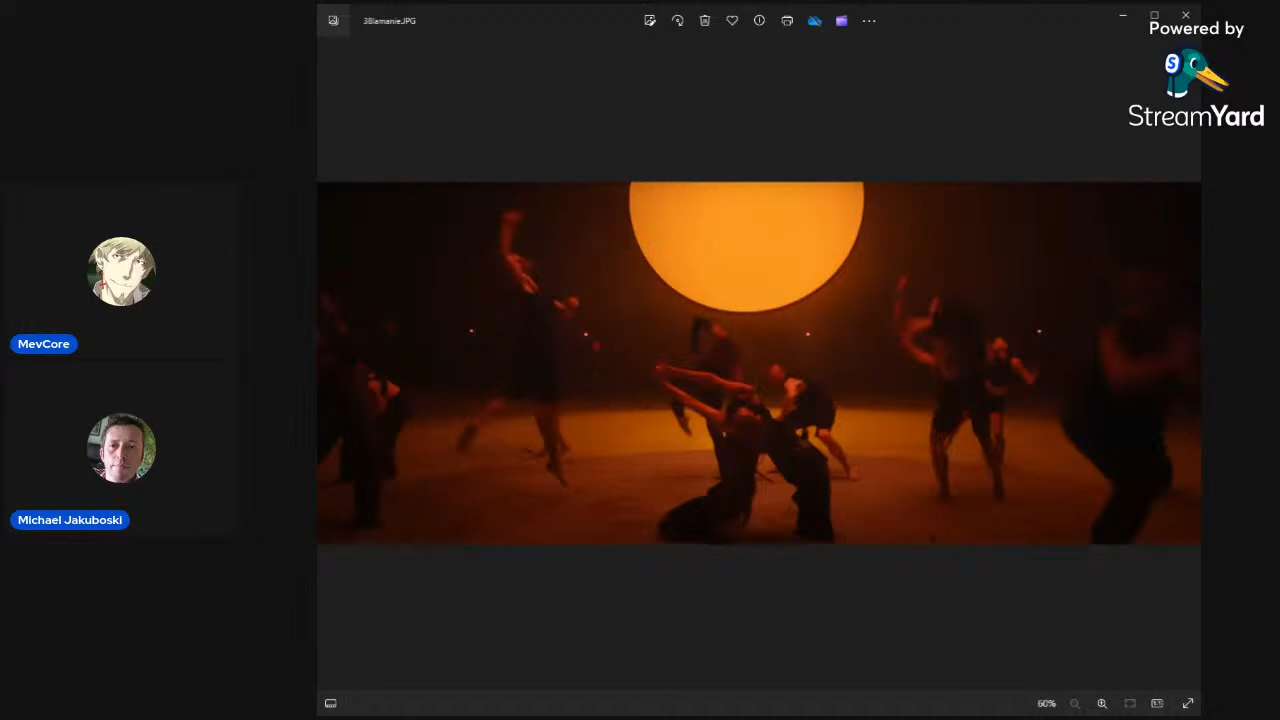 3Blamanie.JPG
Powered by
S
StreamYard
MevCore
Michael Jakuboski
60%